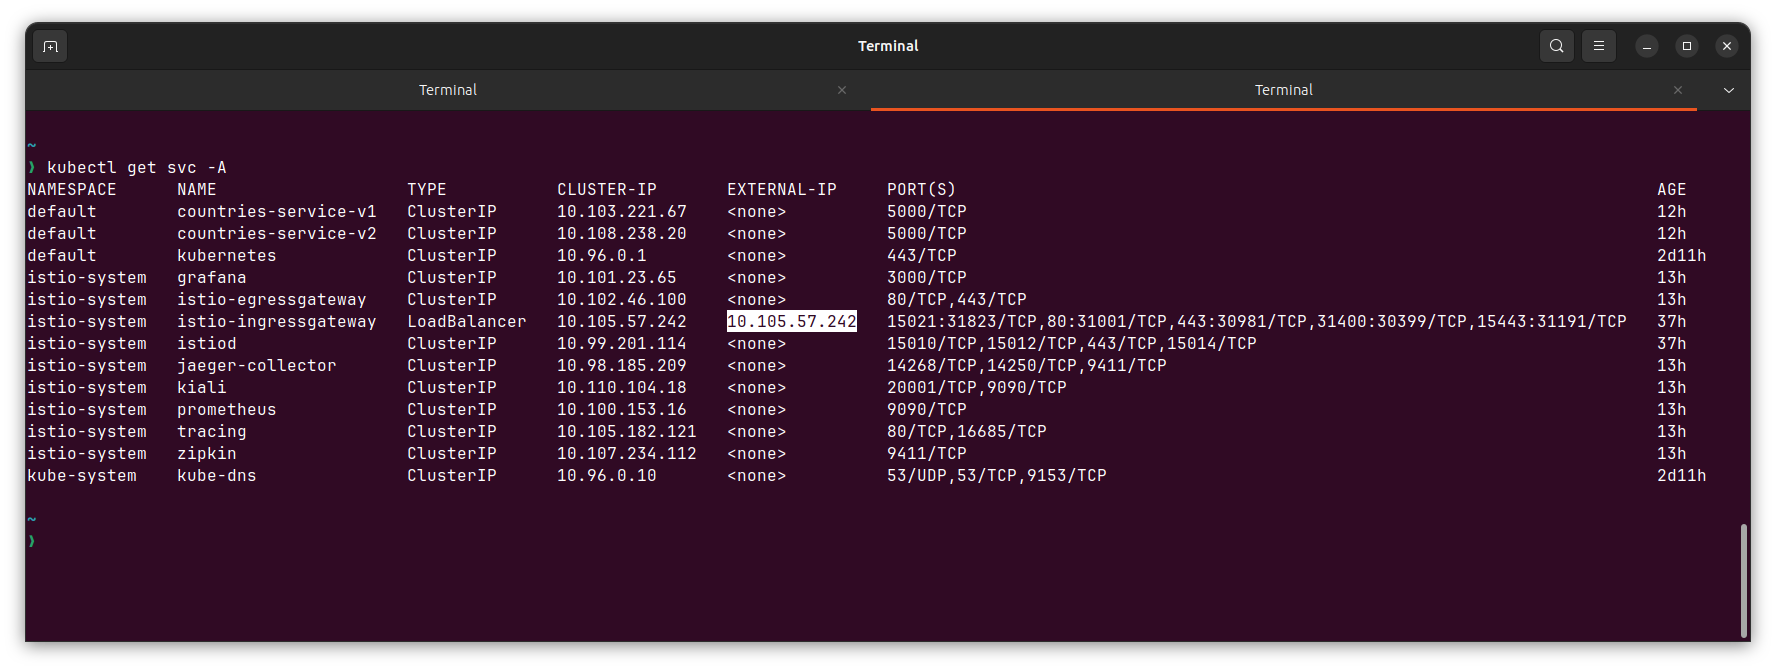 Terminal
Terminal Terminal
~
❯ kubectl get svc -A
NAMESPACE NAME TYPE CLUSTER-IP EXTERNAL-IP PORT(S) AGE
default countries-service-v1 ClusterIP 10.103.221.67 <none> 5000/TCP 12h
default countries-service-v2 ClusterIP 10.108.238.20 <none> 5000/TCP 12h
default kubernetes ClusterIP 10.96.0.1 <none> 443/TCP 2d11h
istio-system grafana ClusterIP 10.101.23.65 <none> 3000/TCP 13h
istio-system istio-egressgateway ClusterIP 10.102.46.100 <none> 80/TCP,443/TCP 13h
istio-system istio-ingressgateway LoadBalancer 10.105.57.242 10.105.57.242 15021:31823/TCP,80:31001/TCP,443:30981/TCP,31400:30399/TCP,15443:31191/TCP 37h
istio-system istiod ClusterIP 10.99.201.114 <none> 15010/TCP,15012/TCP,443/TCP,15014/TCP 37h
istio-system jaeger-collector ClusterIP 10.98.185.209 <none> 14268/TCP,14250/TCP,9411/TCP 13h
istio-system kiali ClusterIP 10.110.104.18 <none> 20001/TCP,9090/TCP 13h
istio-system prometheus ClusterIP 10.100.153.16 <none> 9090/TCP 13h
istio-system tracing ClusterIP 10.105.182.121 <none> 80/TCP,16685/TCP 13h
istio-system zipkin ClusterIP 10.107.234.112 <none> 9411/TCP 13h
kube-system kube-dns ClusterIP 10.96.0.10 <none> 53/UDP,53/TCP,9153/TCP 2d11h
~
❯